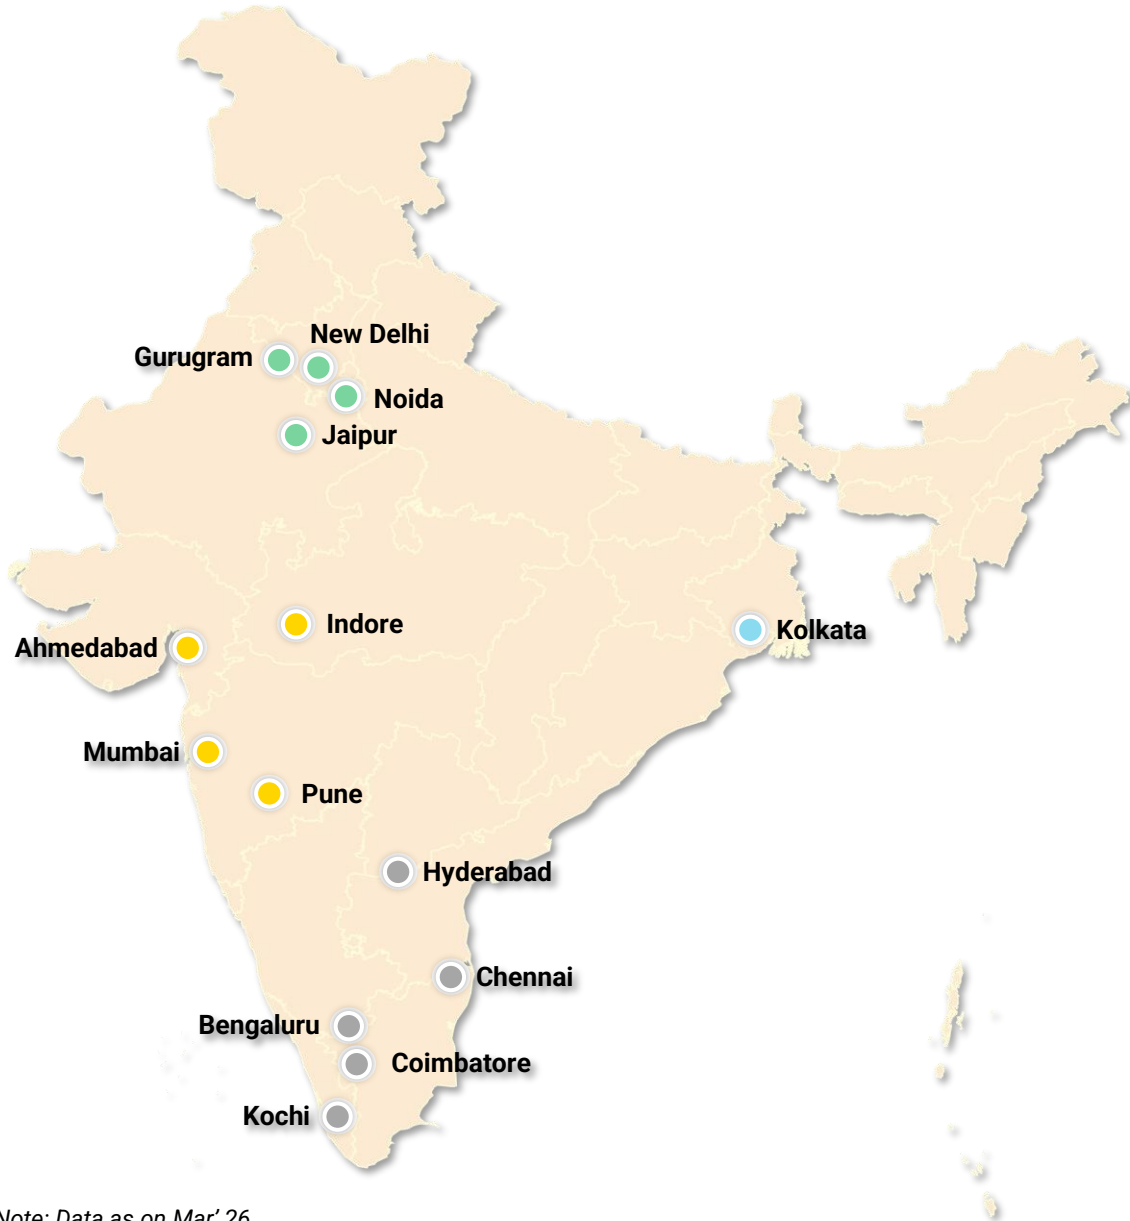 New Delhi
Gurugram
Noida
Jaipur
Indore
Kolkata
Ahmedabad
Mumbai
Pune
Hyderabad
Chennai
Bengaluru
Coimbatore
Kochi
Note: Data as on Mar' 26